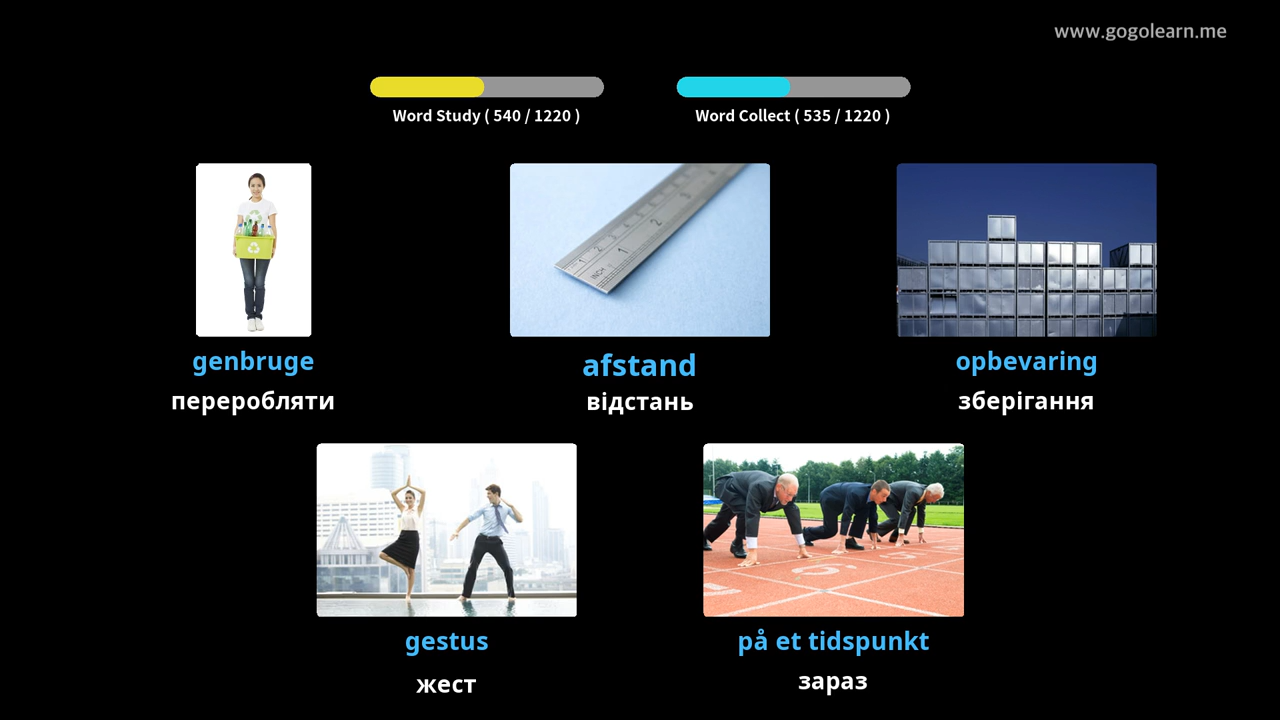 www.gogolearn.me
Word Study ( 540 / 1220 )
Word Collect ( 535 / 1220 )
genbruge
переробляти
afstand
відстань
opbevaring
зберігання
gestus
жест
på et tidspunkt
зараз